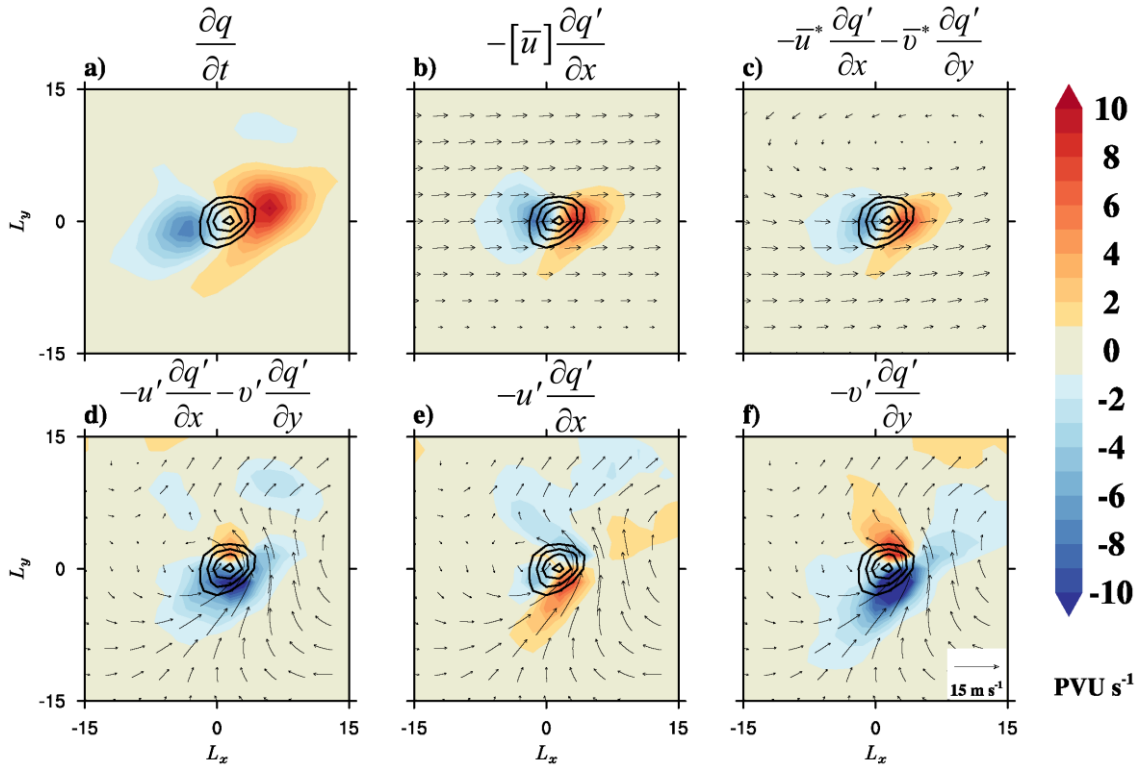 a) ∂q/∂t
b) −[u̅] ∂q′/∂x
c) −u̅* ∂q′/∂x − v̅* ∂q′/∂y
15
0
-15
L_y
10
8
6
4
2
0
-2
-4
-6
-8
-10
PVU s⁻¹
d) −u′ ∂q′/∂x − υ′ ∂q′/∂y
e) −u′ ∂q′/∂x
f) −υ′ ∂q′/∂y
15
0
-15
L_y
15 m s⁻¹
-15 0 15 -15 0 15 -15 0 15
L_x L_x L_x